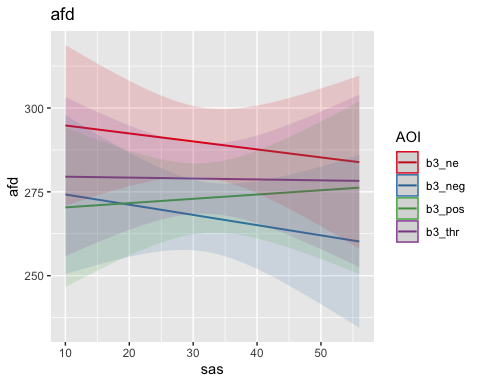 afd
afd
300
275
250
10
20
30
40
50
sas
AOI
b3_ne
b3_neg
b3_pos
b3_thr